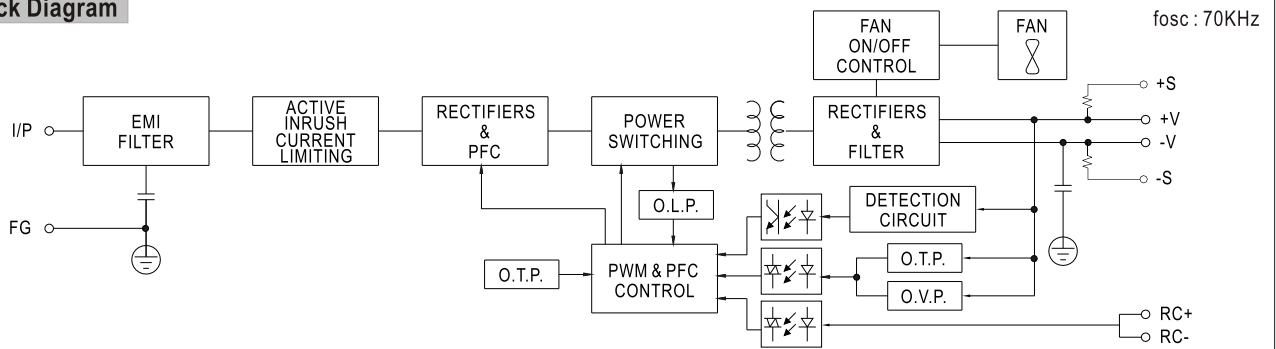 ck Diagram
fosc : 70KHz
FAN
ON/OFF
CONTROL
FAN
+S
I/P
EMI
FILTER
ACTIVE
INRUSH
CURRENT
LIMITING
RECTIFIERS
&
PFC
POWER
SWITCHING
RECTIFIERS
&
FILTER
+V
-V
-S
O.L.P.
DETECTION
CIRCUIT
FG
O.T.P.
PWM & PFC
CONTROL
O.T.P.
O.V.P.
RC+
RC-